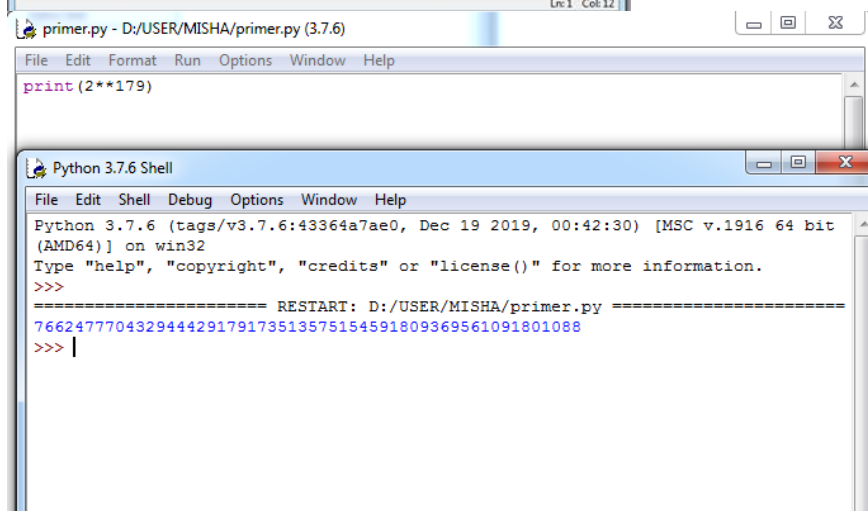 Ln: 1 Col: 12
primer.py - D:/USER/MISHA/primer.py (3.7.6)
File Edit Format Run Options Window Help
print(2**179)
Python 3.7.6 Shell
File Edit Shell Debug Options Window Help
Python 3.7.6 (tags/v3.7.6:43364a7ae0, Dec 19 2019, 00:42:30) [MSC v.1916 64 bit
(AMD64)] on win32
Type "help", "copyright", "credits" or "license()" for more information.
>>>
======================= RESTART: D:/USER/MISHA/primer.py =======================
766247770432944429179173513575154591809369561091801088
>>>